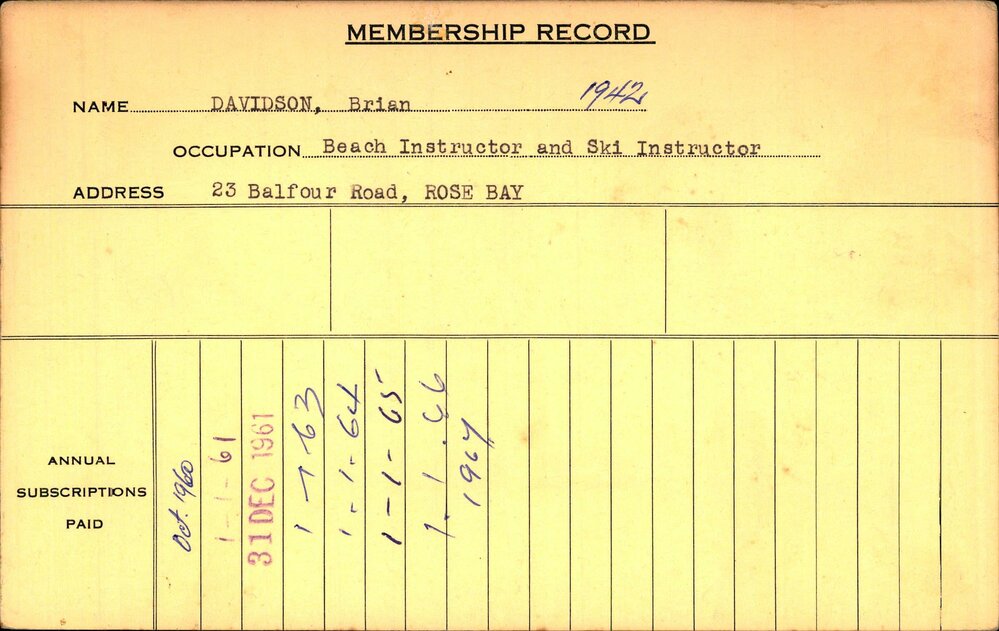 MEMBERSHIP RECORD
NAME DAVIDSON, Brian 1942
OCCUPATION Beach Instructor and Ski Instructor
ADDRESS 23 Balfour Road, ROSE BAY
ANNUAL
SUBSCRIPTIONS
PAID
Oct. 1960
1-1-61
31 DEC 1961
1-1-63
1-1-64
1-1-65
1.1.66
1967